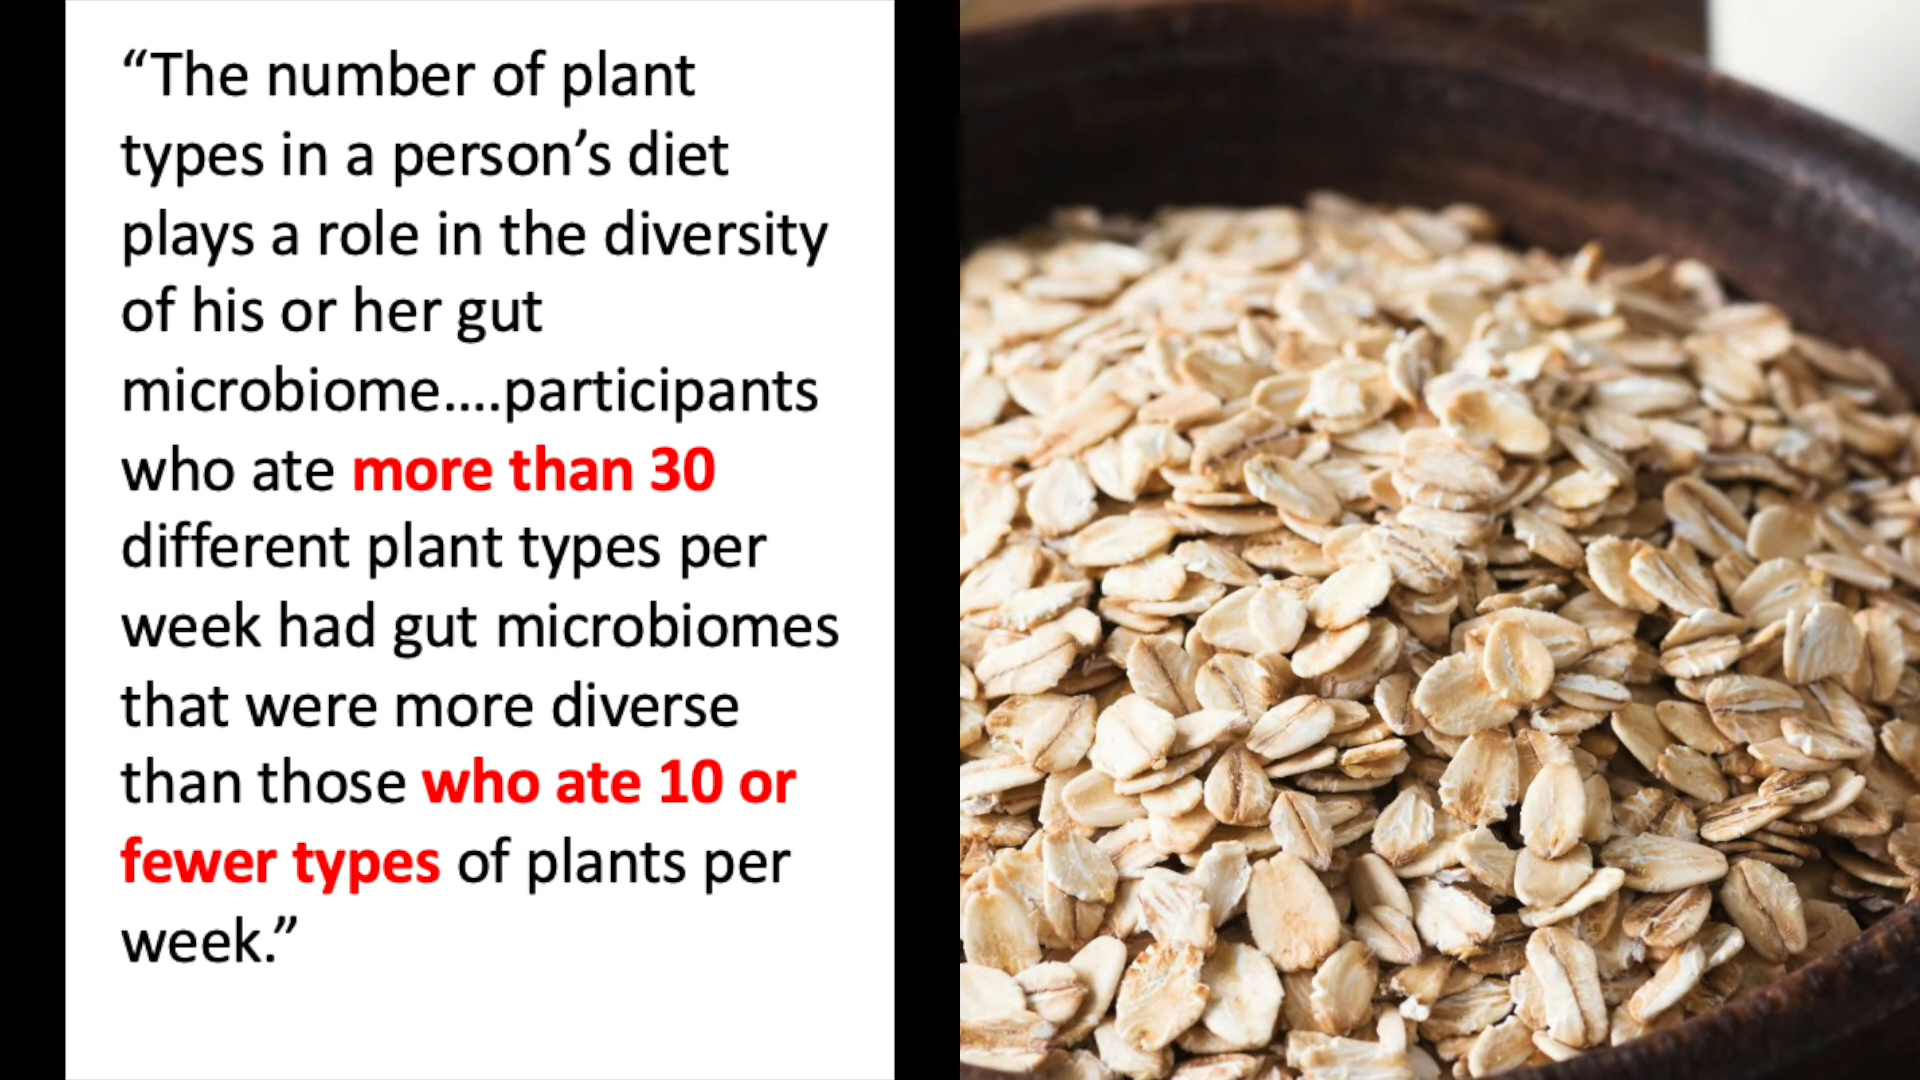 “The number of plant
types in a person’s diet
plays a role in the diversity
of his or her gut
microbiome....participants
who ate more than 30
different plant types per
week had gut microbiomes
that were more diverse
than those who ate 10 or
fewer types of plants per
week.”